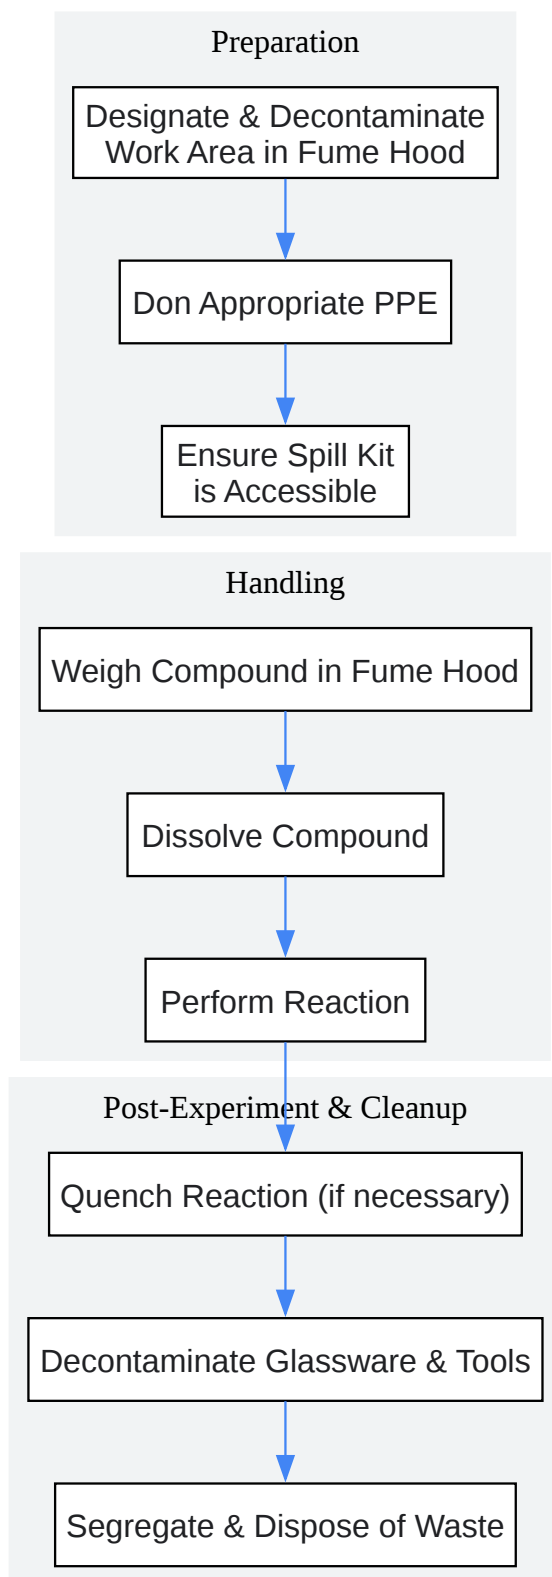 Preparation
Designate & Decontaminate
Work Area in Fume Hood
Don Appropriate PPE
Ensure Spill Kit
is Accessible
Handling
Weigh Compound in Fume Hood
Dissolve Compound
Perform Reaction
Post-Experiment & Cleanup
Quench Reaction (if necessary)
Decontaminate Glassware & Tools
Segregate & Dispose of Waste